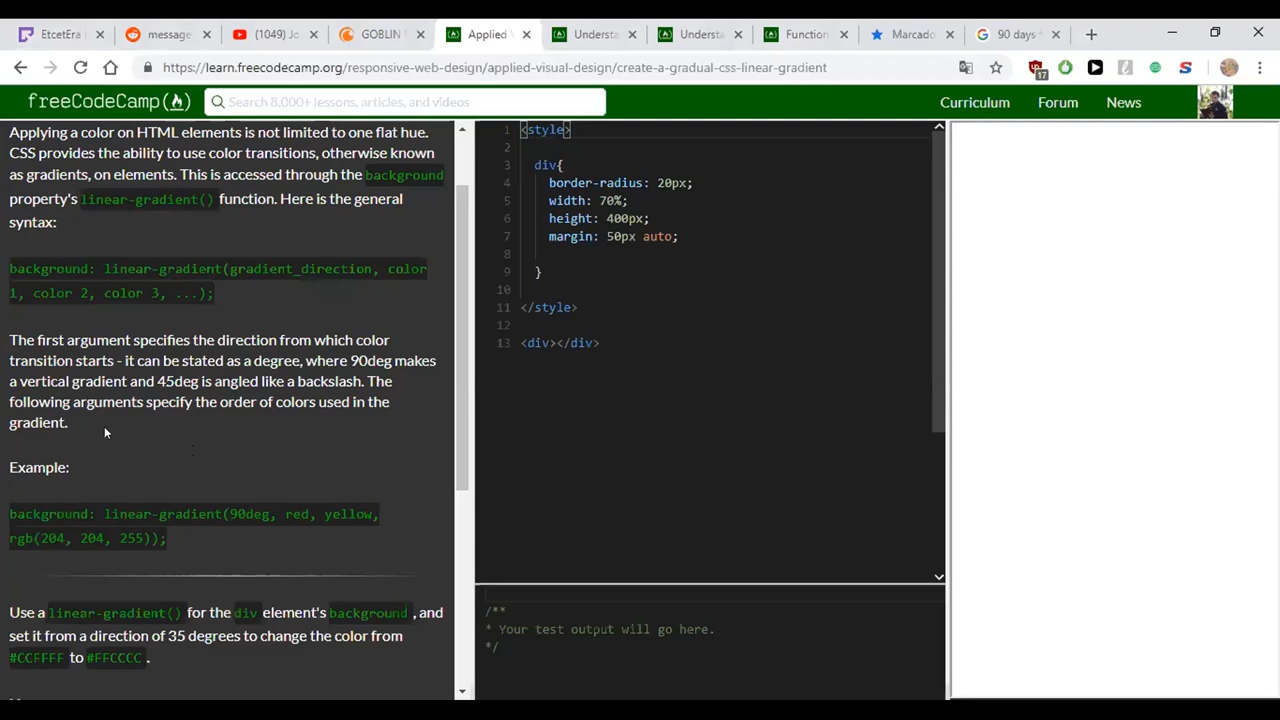 EtcetEra
message
(1049) Jo
GOBLIN
Applied V
Understa
Understa
Function
Marcado
90 days
https://learn.freecodecamp.org/responsive-web-design/applied-visual-design/create-a-gradual-css-linear-gradient
17
freeCodeCamp
Search 8,000+ lessons, articles, and videos
Curriculum
Forum
News
Applying a color on HTML elements is not limited to one flat hue.
CSS provides the ability to use color transitions, otherwise known
as gradients, on elements. This is accessed through the background
property's linear-gradient() function. Here is the general
syntax:
background: linear-gradient(gradient_direction, color
1, color 2, color 3, ...);
The first argument specifies the direction from which color
transition starts - it can be stated as a degree, where 90deg makes
a vertical gradient and 45deg is angled like a backslash. The
following arguments specify the order of colors used in the
gradient.
Example:
background: linear-gradient(90deg, red, yellow,
rgb(204, 204, 255));
Use a linear-gradient() for the div element's background, and
set it from a direction of 35 degrees to change the color from
#CCFFFF to #FFCCCC.
1 <style>
2
3 div{
4 border-radius: 20px;
5 width: 70%;
6 height: 400px;
7 margin: 50px auto;
8
9 }
10
11 </style>
12
13 <div></div>
/**
* Your test output will go here.
*/